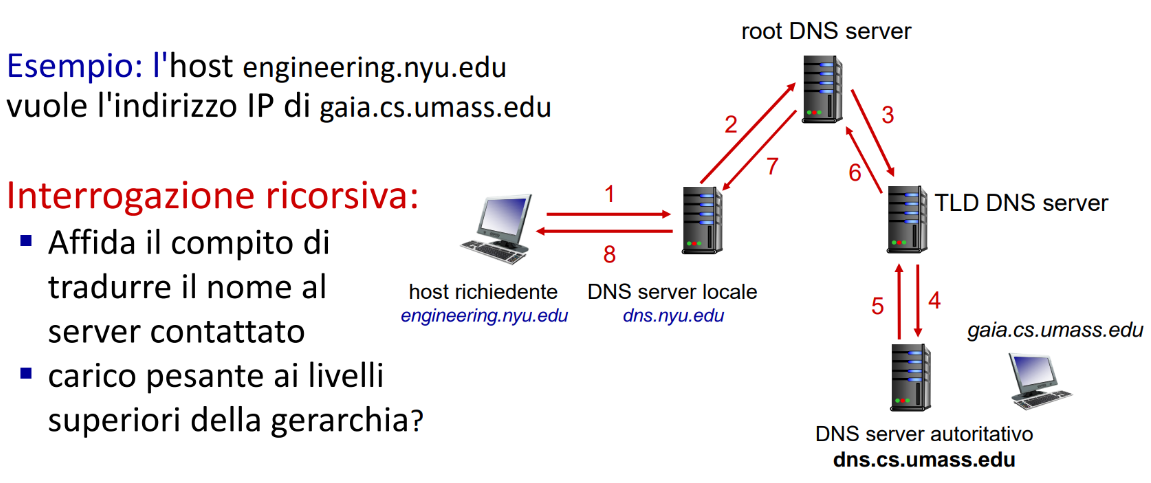 Esempio: l'host engineering.nyu.edu
vuole l'indirizzo IP di gaia.cs.umass.edu
Interrogazione ricorsiva:
Affida il compito di
tradurre il nome al
server contattato
carico pesante ai livelli
superiori della gerarchia?
root DNS server
2
3
7
6
1
TLD DNS server
8
host richiedente
engineering.nyu.edu
DNS server locale
dns.nyu.edu
5
4
gaia.cs.umass.edu
DNS server autoritativo
dns.cs.umass.edu